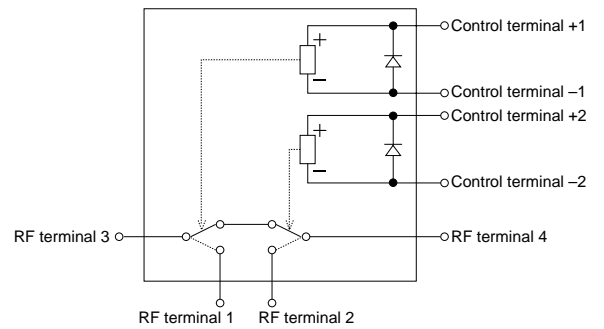 +
Control terminal +1
–
Control terminal –1
Control terminal +2
+
–
Control terminal –2
RF terminal 3
RF terminal 4
RF terminal 1
RF terminal 2